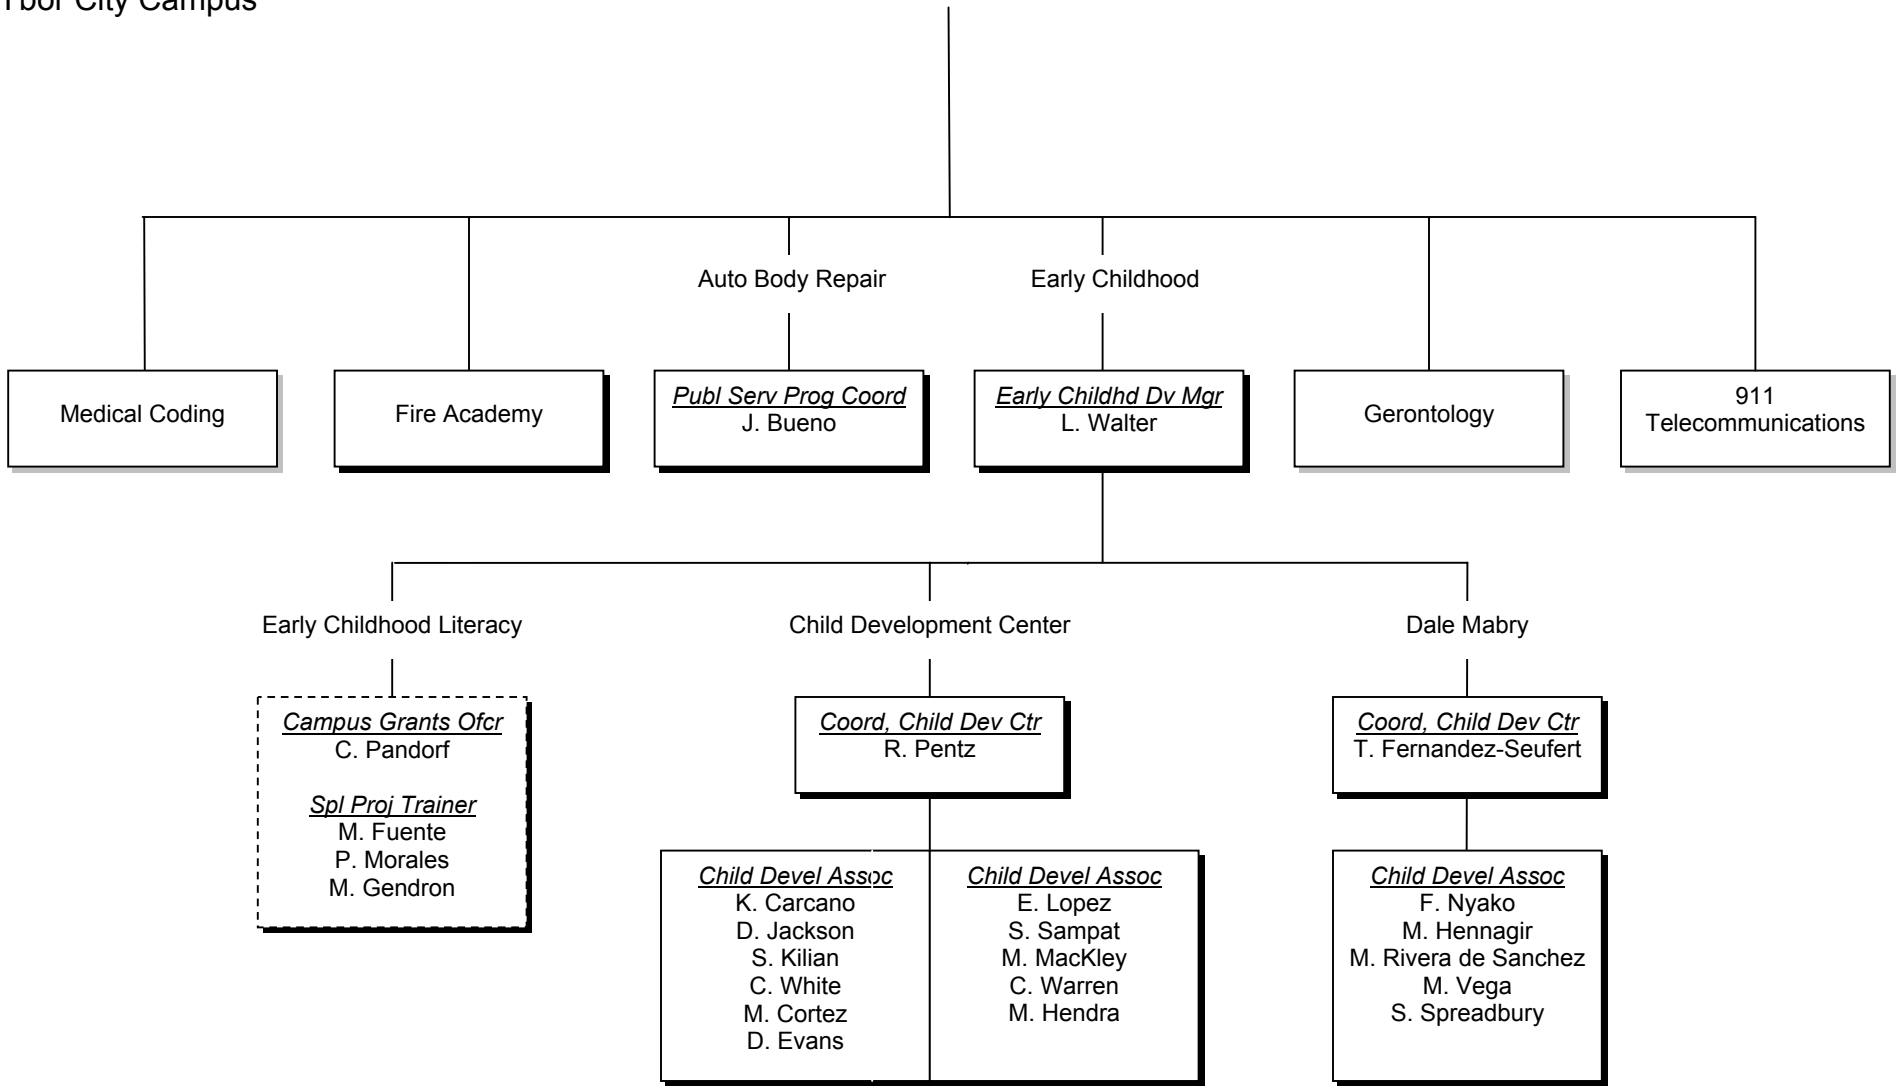 Ybor City Campus
Auto Body Repair
Early Childhood
Medical Coding
Fire Academy
Publ Serv Prog Coord
J. Bueno
Early Childhd Dv Mgr
L. Walter
Gerontology
911
Telecommunications
Early Childhood Literacy
Child Development Center
Dale Mabry
Campus Grants Ofcr
C. Pandorf
Spl Proj Trainer
M. Fuente
P. Morales
M. Gendron
Coord, Child Dev Ctr
R. Pentz
Coord, Child Dev Ctr
T. Fernandez-Seufert
Child Devel Assoc
K. Carcano
D. Jackson
S. Kilian
C. White
M. Cortez
D. Evans
Child Devel Assoc
E. Lopez
S. Sampat
M. MacKley
C. Warren
M. Hendra
Child Devel Assoc
F. Nyako
M. Hennagir
M. Rivera de Sanchez
M. Vega
S. Spreadbury